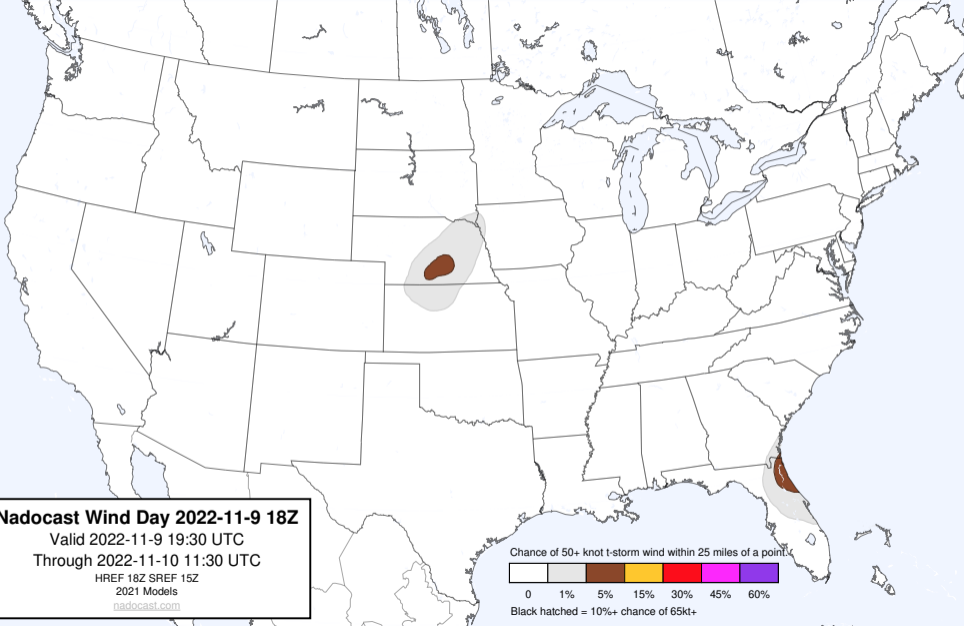 Nadocast Wind Day 2022-11-9 18Z
Valid 2022-11-9 19:30 UTC
Through 2022-11-10 11:30 UTC
HREF 18Z SREF 15Z
2021 Models
nadocast.com
Chance of 50+ knot t-storm wind within 25 miles of a point.
0 1% 5% 15% 30% 45% 60%
Black hatched = 10%+ chance of 65kt+